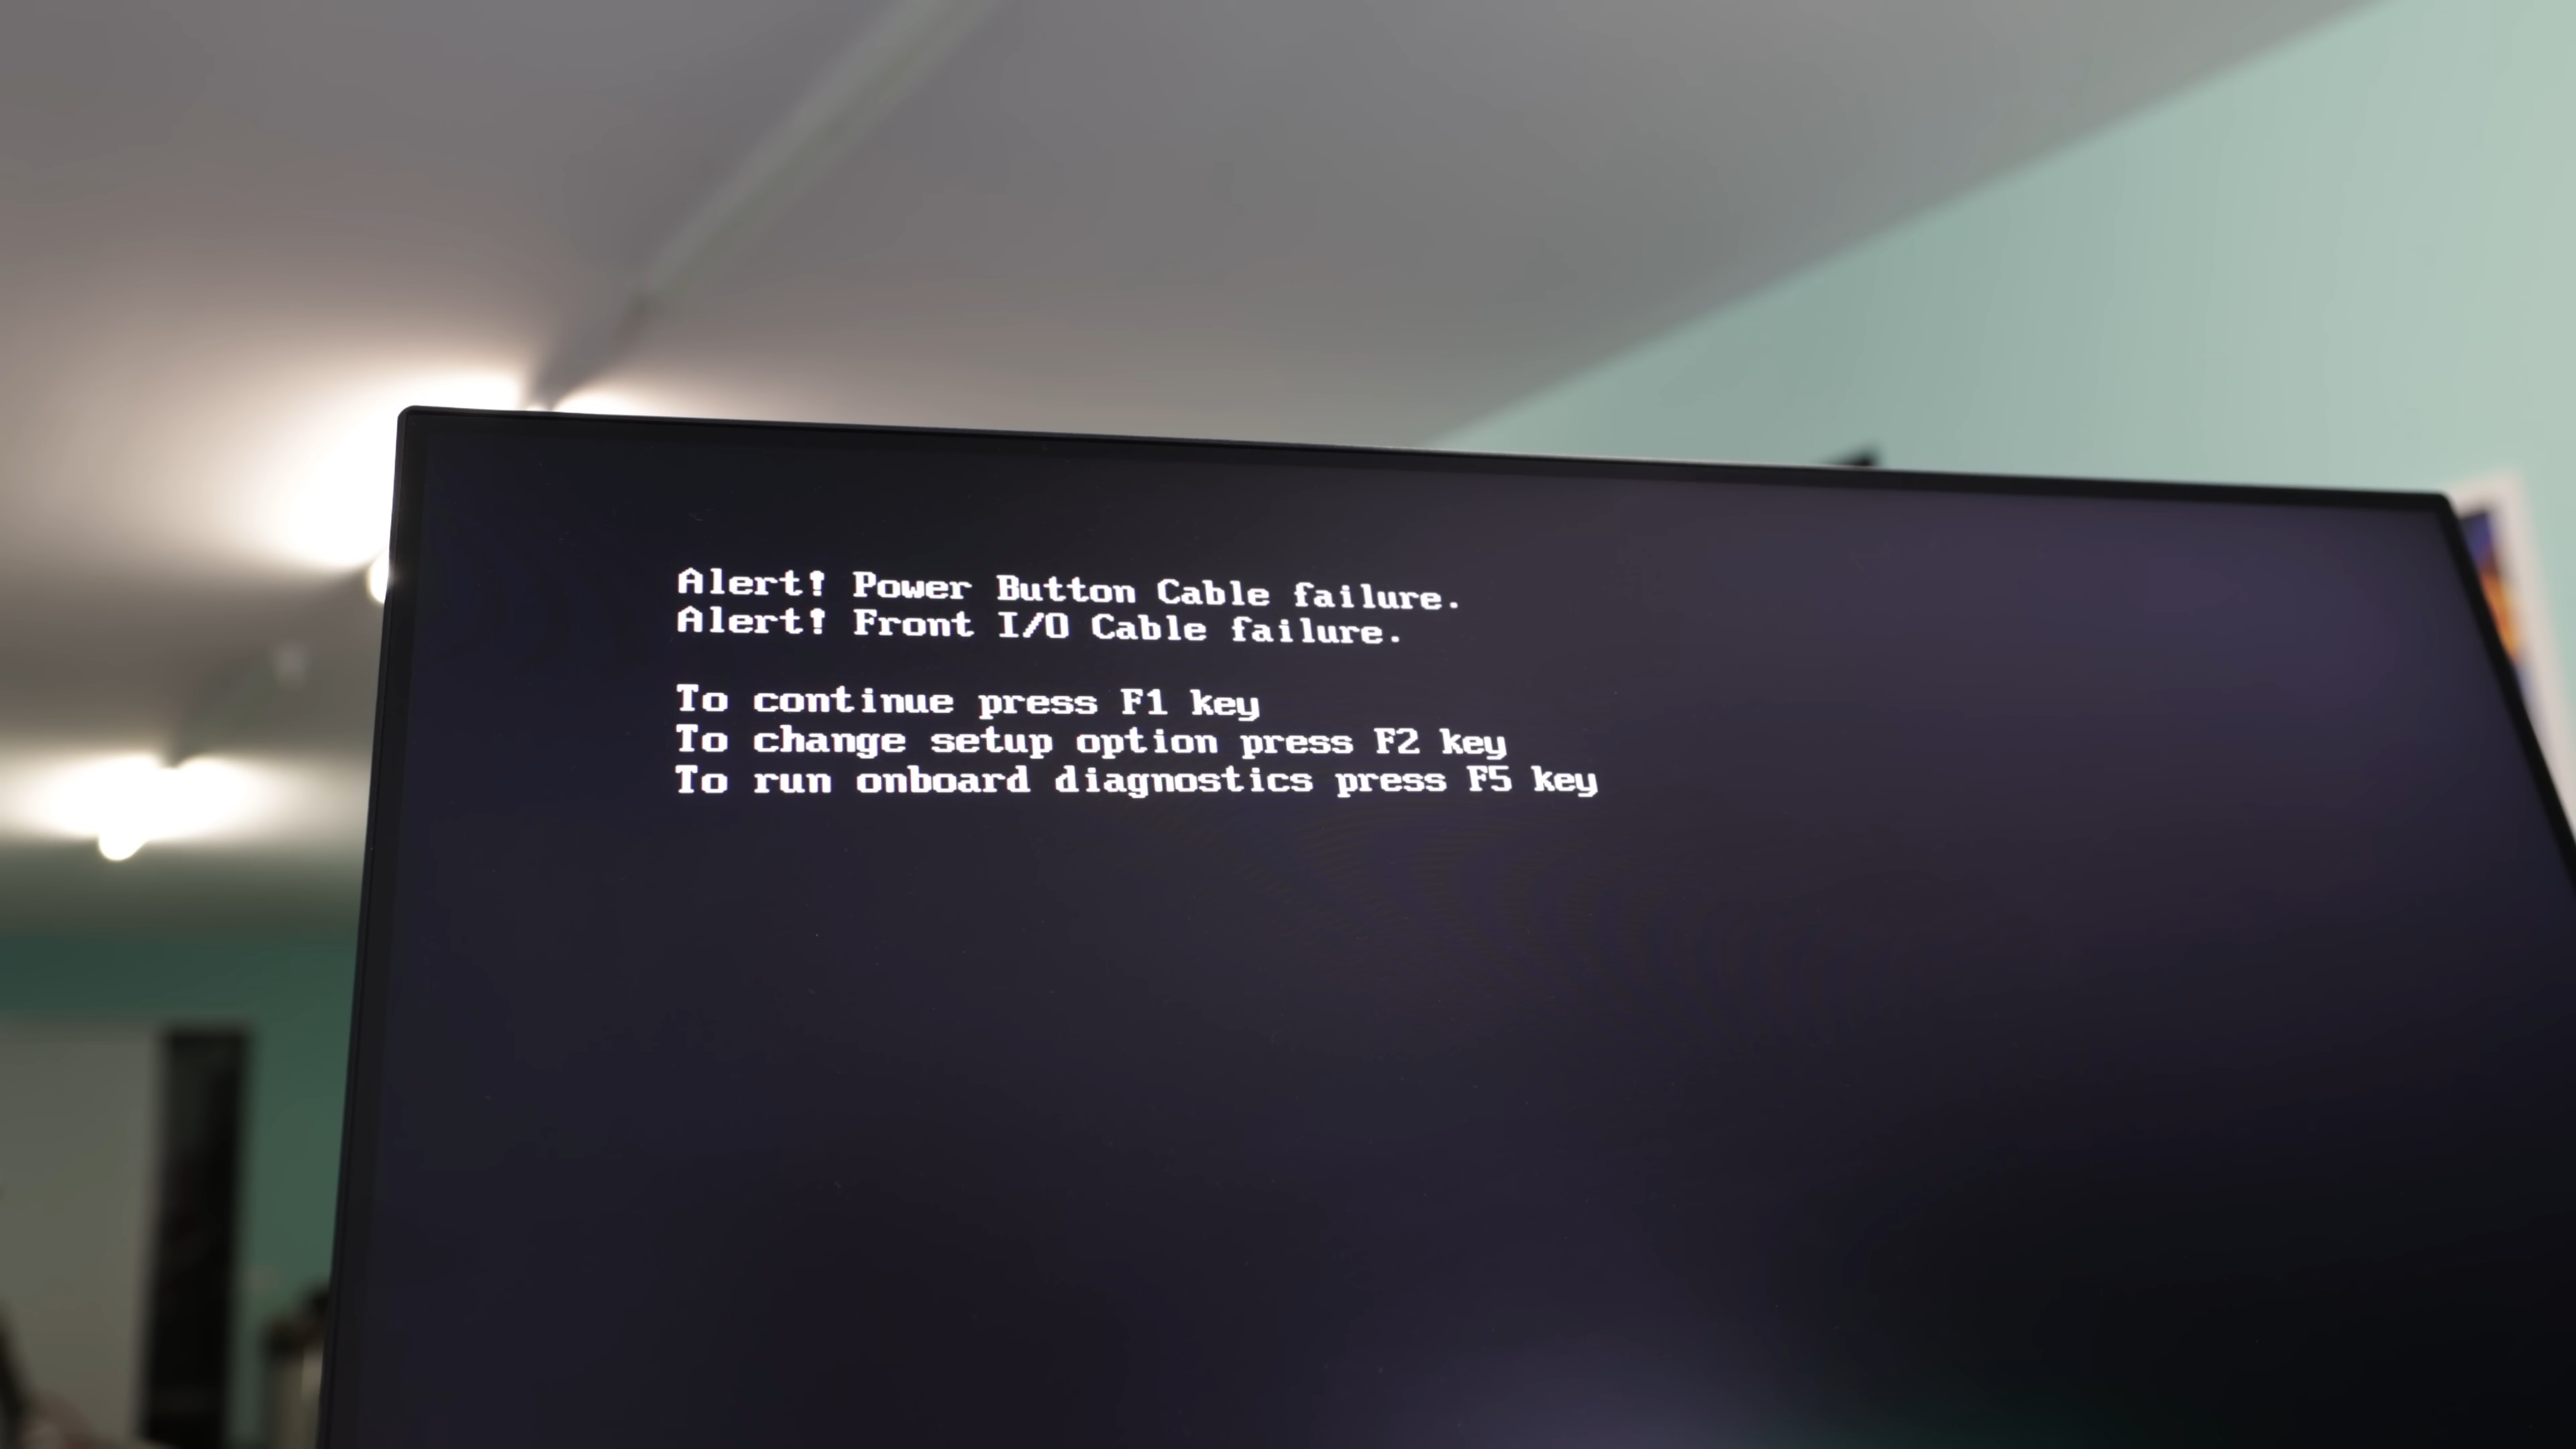 Alert! Power Button Cable failure.
Alert! Front I/O Cable failure.
To continue press F1 key
To change setup option press F2 key
To run onboard diagnostics press F5 key